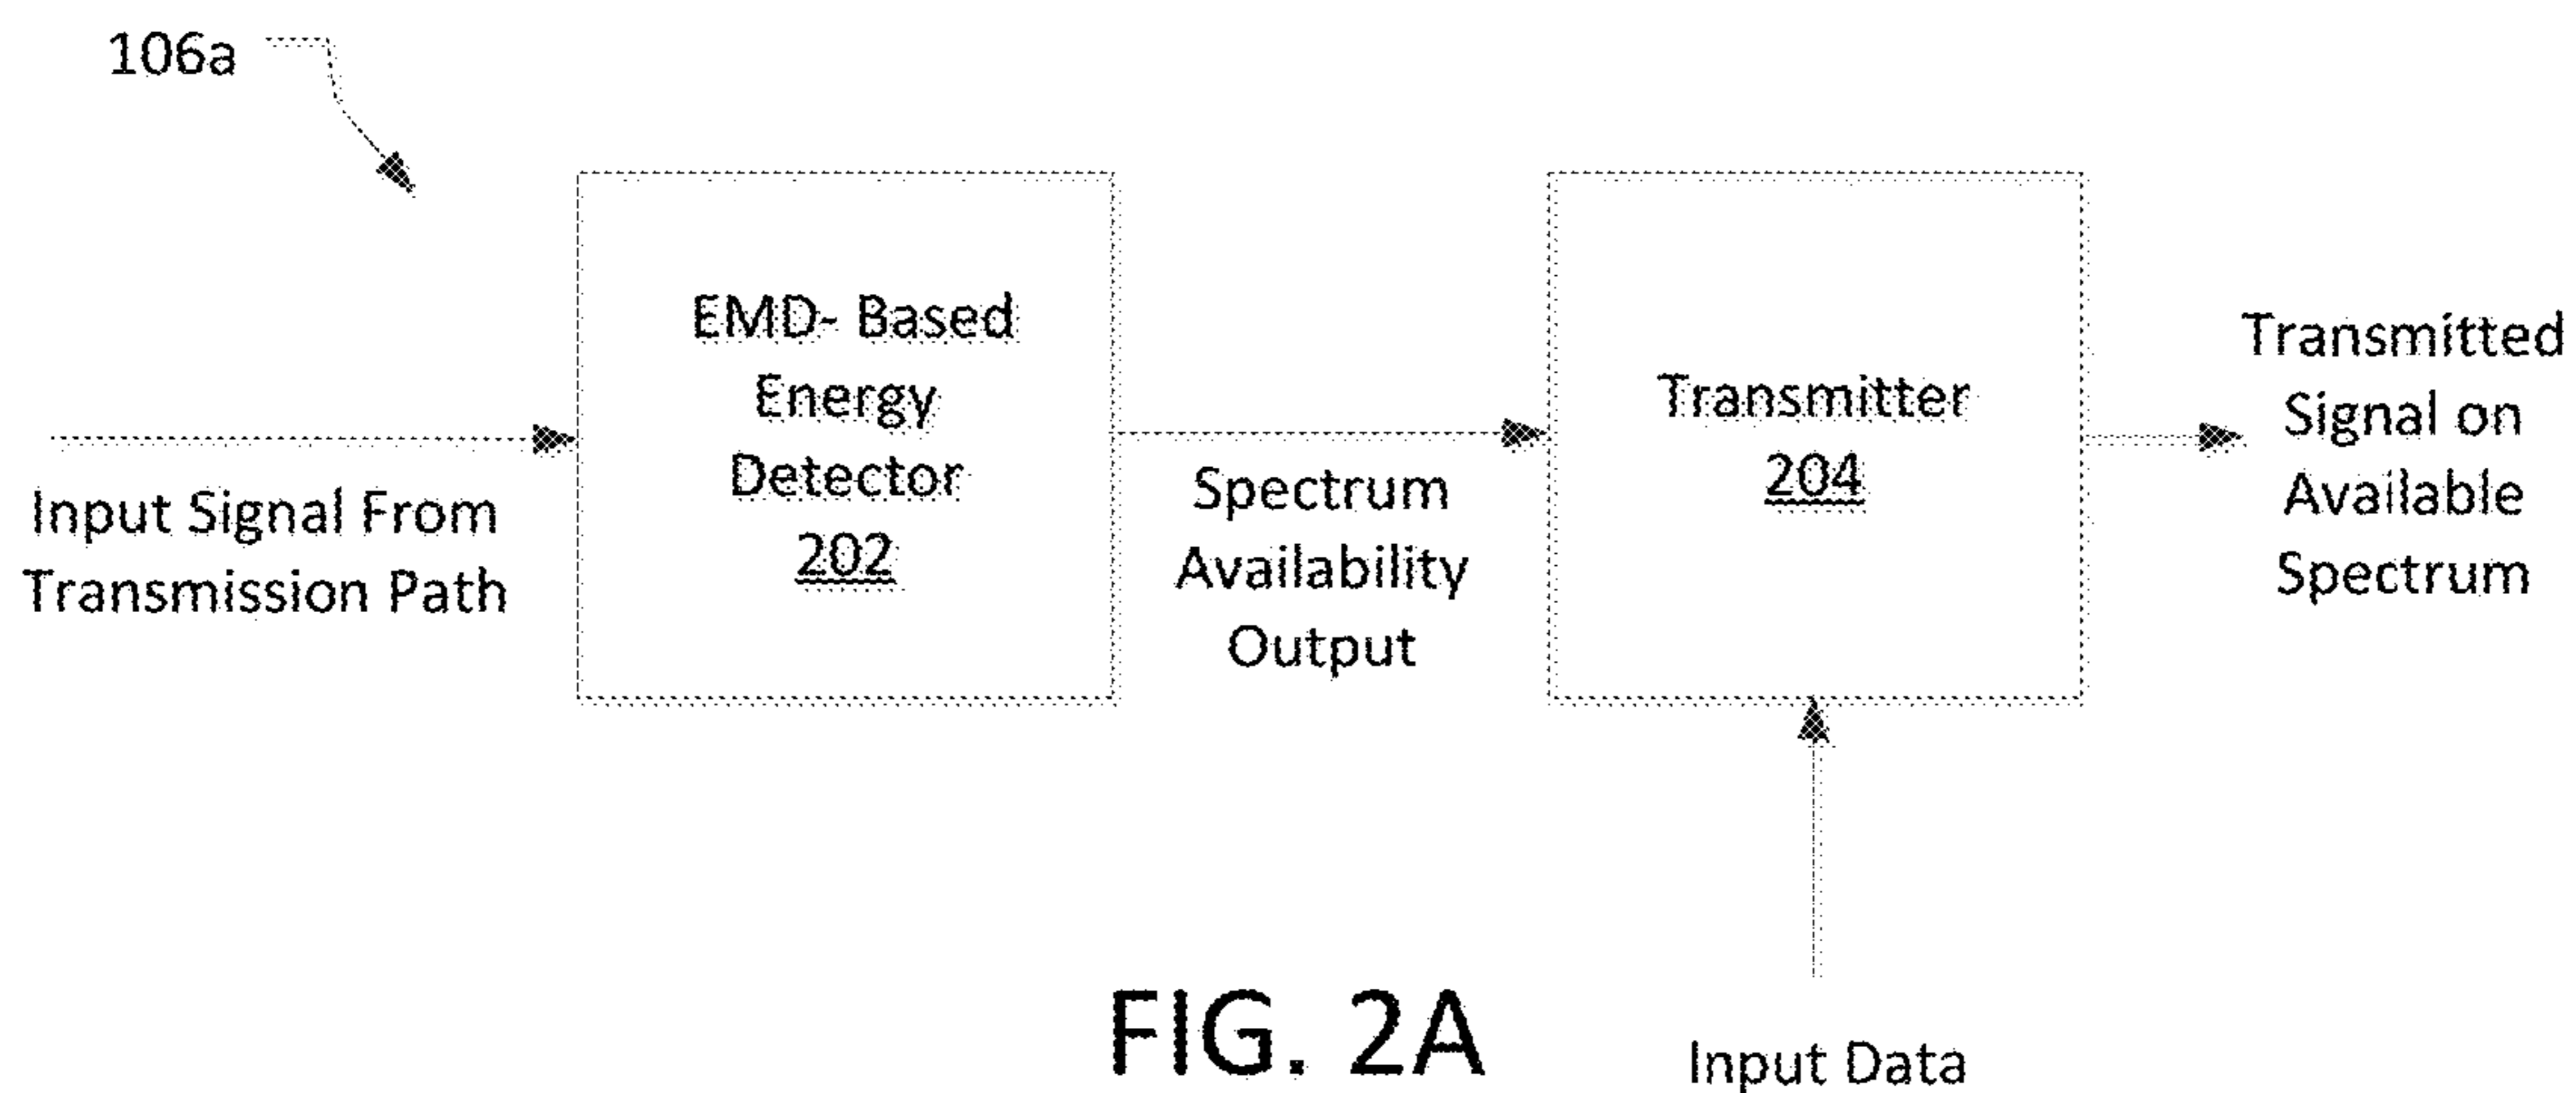 106a
EMD- Based
Energy
Detector
202
Input Signal From
Transmission Path
Spectrum
Availability
Output
Transmitter
204
Transmitted
Signal on
Available
Spectrum
Input Data
FIG. 2A